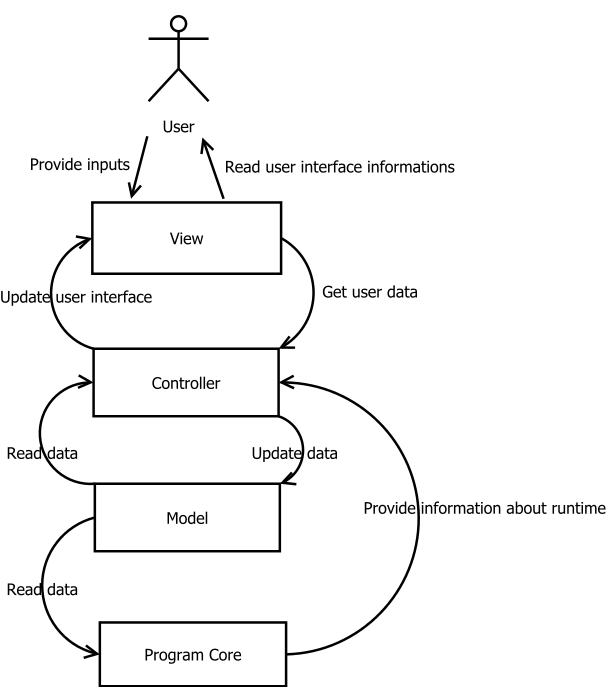 User
Provide inputs
Read user interface informations
View
Update user interface
Get user data
Controller
Read data
Update data
Provide information about runtime
Model
Read data
Program Core